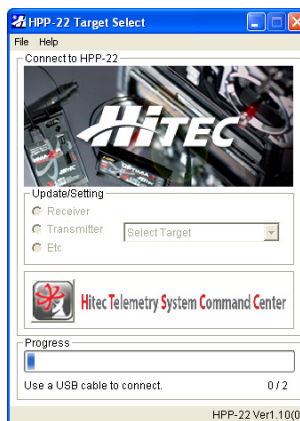 HPP-22 Target Select
File Help
Connect to HPP-22
HiTEC
OPTIMA
Update/Setting
Receiver
Transmitter
Select Target
Etc
Hitec Telemetry System Command Center
Progress
Use a USB cable to connect.
0 / 2
HPP-22 Ver1.10(0